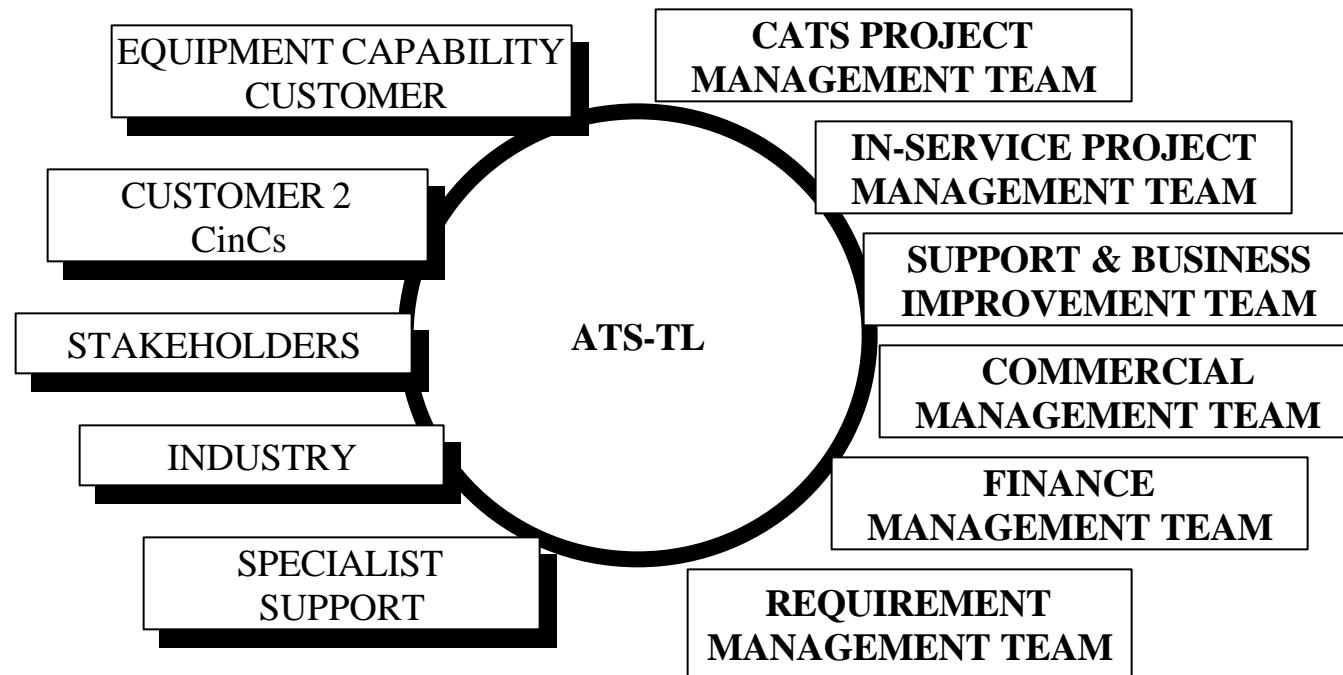 EQUIPMENT CAPABILITY
CUSTOMER
CUSTOMER 2
CinCs
STAKEHOLDERS
INDUSTRY
SPECIALIST
SUPPORT
ATS-TL
CATS PROJECT
MANAGEMENT TEAM
IN-SERVICE PROJECT
MANAGEMENT TEAM
SUPPORT & BUSINESS
IMPROVEMENT TEAM
COMMERCIAL
MANAGEMENT TEAM
FINANCE
MANAGEMENT TEAM
REQUIREMENT
MANAGEMENT TEAM